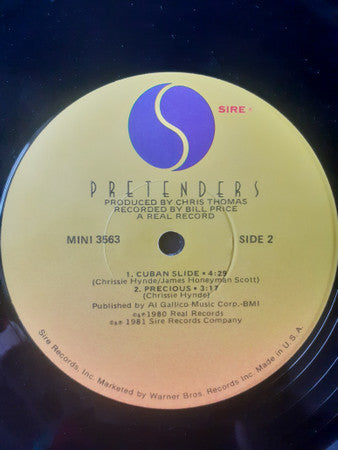 SIRE
PRETENDERS
PRODUCED BY CHRIS THOMAS
RECORDED BY BILL PRICE
A REAL RECORD
MINI 3563
SIDE 2
1. CUBAN SLIDE • 4:29
(Chrissie Hynde/James Honeyman Scott)
2. PRECIOUS • 3:17
(Chrissie Hynde)
Published by Al Gallico Music Corp.-BMI
©&℗1980 Real Records
©&℗ 1981 Sire Records Company
Sire Records, Inc. Manufactured by Warner Bros. Records Inc. Made in U.S.A.